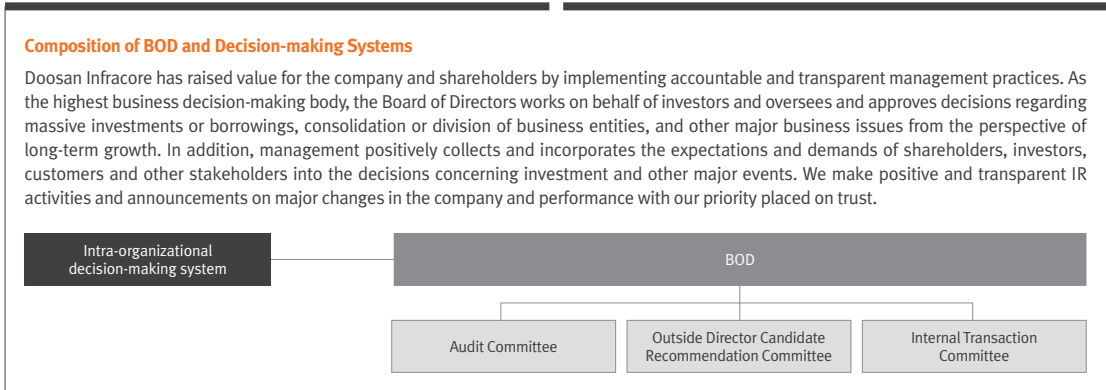 Composition of BOD and Decision-making Systems
Doosan Infracore has raised value for the company and shareholders by implementing accountable and transparent management practices. As
the highest business decision-making body, the Board of Directors works on behalf of investors and oversees and approves decisions regarding
massive investments or borrowings, consolidation or division of business entities, and other major business issues from the perspective of
long-term growth. In addition, management positively collects and incorporates the expectations and demands of shareholders, investors,
customers and other stakeholders into the decisions concerning investment and other major events. We make positive and transparent IR
activities and announcements on major changes in the company and performance with our priority placed on trust.
Intra-organizational
decision-making system
BOD
Audit Committee
Outside Director Candidate
Recommendation Committee
Internal Transaction
Committee